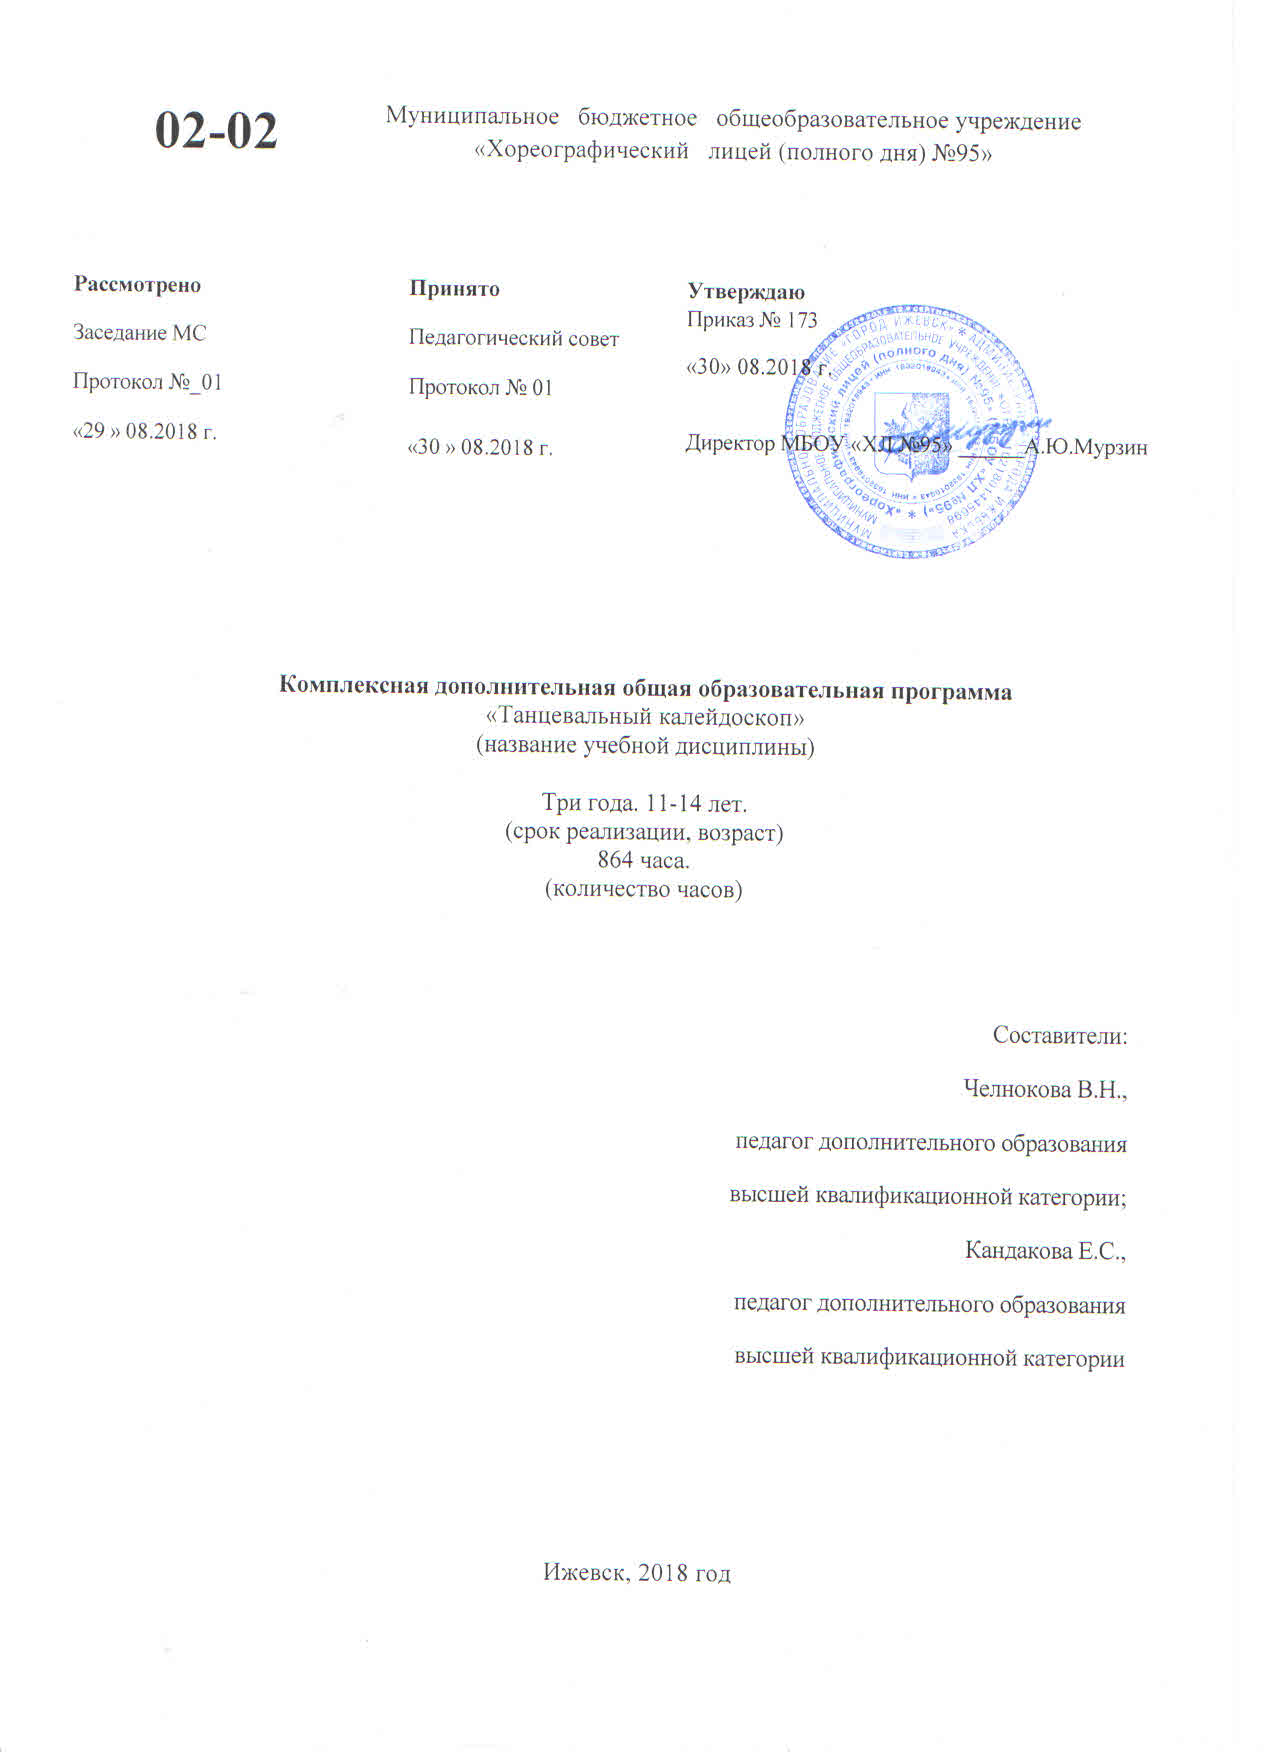 02-02
Муниципальное бюджетное общеобразовательное учреждение
«Хореографический лицей (полного дня) №95»
Рассмотрено
Заседание МС
Протокол №_01
«29 » 08.2018 г.
Принято
Педагогический совет
Протокол № 01
«30 » 08.2018 г.
Утверждаю
Приказ № 173
«30» 08.2018 г.
Директор МБОУ «ХЛ №95» ______А.Ю.Мурзин
Комплексная дополнительная общая образовательная программа
«Танцевальный калейдоскоп»
(название учебной дисциплины)
Три года. 11-14 лет.
(срок реализации, возраст)
864 часа.
(количество часов)
Составители:
Челнокова В.Н.,
педагог дополнительного образования
высшей квалификационной категории;
Кандакова Е.С.,
педагог дополнительного образования
высшей квалификационной категории
Ижевск, 2018 год